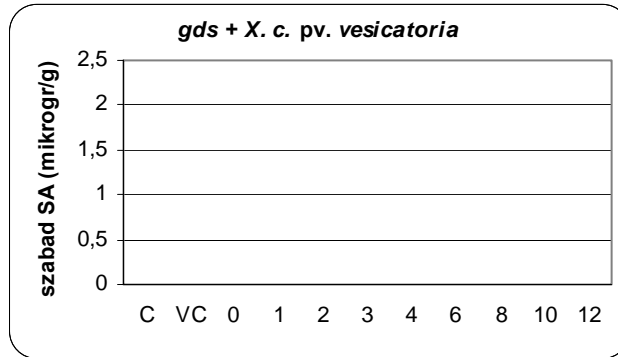 gds + X. c. pv. vesicatoria
szabad SA (mikrogr/g)
2,5
2
1,5
1
0,5
0
C VC 0 1 2 3 4 6 8 10 12